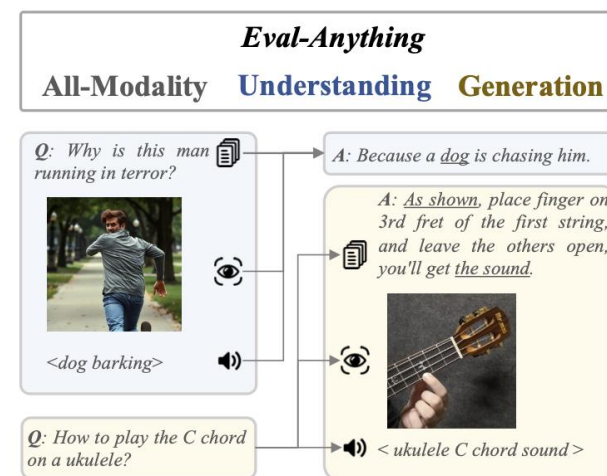 Eval-Anything
All-Modality Understanding Generation
Q: Why is this man
running in terror?
<dog barking>
A: Because a dog is chasing him.
Q: How to play the C chord
on a ukulele?
A: As shown, place finger on
3rd fret of the first string,
and leave the others open,
you'll get the sound.
< ukulele C chord sound >